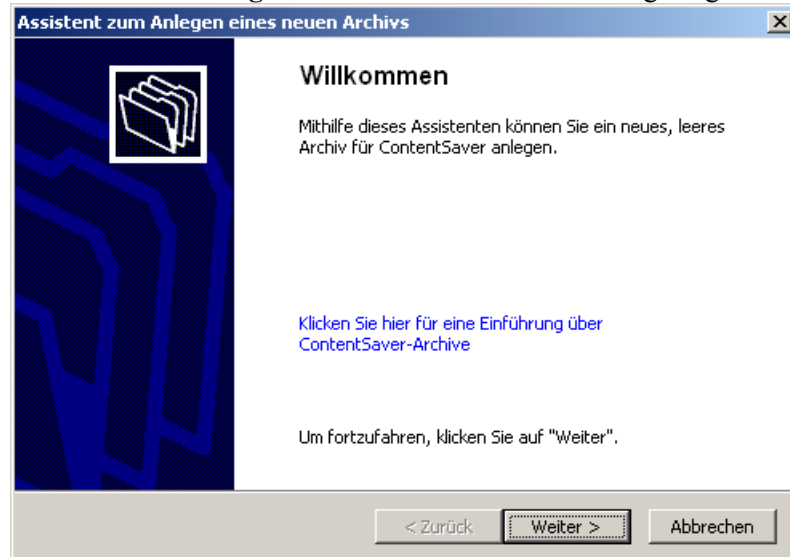 Assistent zum Anlegen eines neuen Archivs
Willkommen
Mithilfe dieses Assistenten können Sie ein neues, leeres
Archiv für ContentSaver anlegen.
Klicken Sie hier für eine Einführung über
ContentSaver-Archive
Um fortzufahren, klicken Sie auf "Weiter".
< Zurück Weiter > Abbrechen